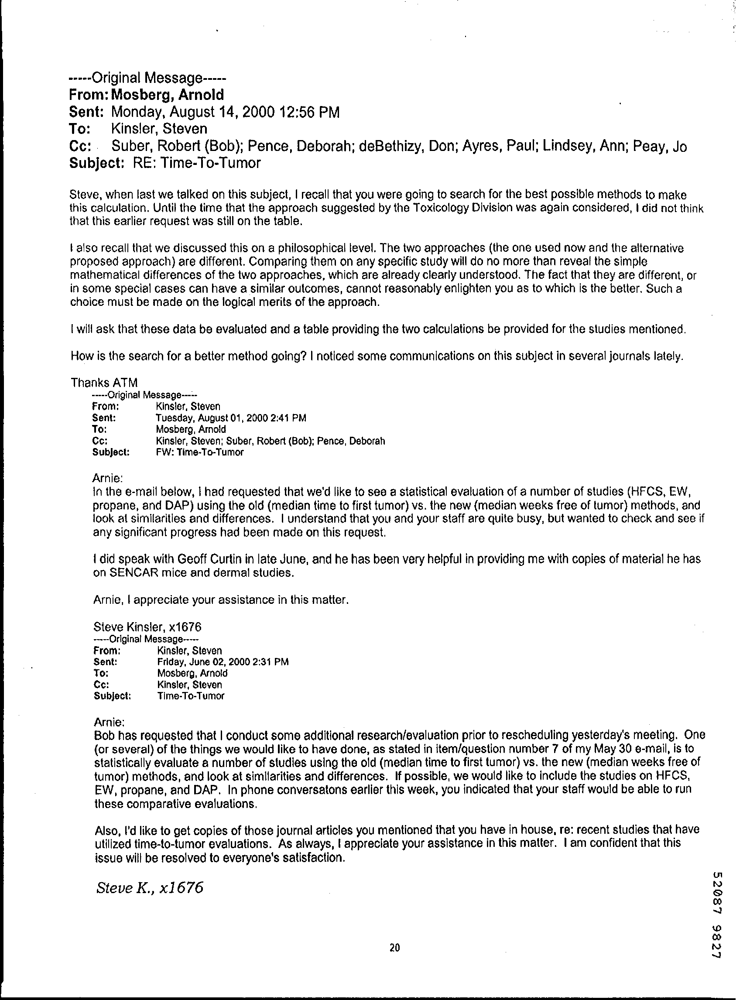 -----Original Message-----
From: Mosberg, Arnold
Sent: Monday, August 14, 2000 12:56 PM
To: Kinsler, Steven
Cc: Suber, Robert (Bob); Pence, Deborah; deBethizy, Don; Ayres, Paul; Lindsey, Ann; Peay, Jo
Subject: RE: Time-To-Tumor
Steve, when last we talked on this subject, I recall that you were going to search for the best possible methods to make
this calculation. Until the time that the approach suggested by the Toxicology Division was again considered, I did not think
that this earlier request was still on the table.
I also recall that we discussed this on a philosophical level. The two approaches (the one used now and the alternative
proposed approach) are different. Comparing them on any specific study will do no more than reveal the simple
mathematical differences of the two approaches, which are already clearly understood. The fact that they are different, or
in some special cases can have a similar outcomes, cannot reasonably enlighten you as to which is the better. Such a
choice must be made on the logical merits of the approach.
I will ask that these data be evaluated and a table providing the two calculations be provided for the studies mentioned.
How is the search for a better method going? I noticed some communications on this subject in several journals lately.
Thanks ATM
-----Original Message-----
From: Kinsler, Steven
Sent: Tuesday, August 01, 2000 2:41 PM
To: Mosberg, Arnold
Cc: Kinsler, Steven; Suber, Robert (Bob); Pence, Deborah
Subject: FW: Time-To-Tumor
Arnie:
In the e-mail below, I had requested that we'd like to see a statistical evaluation of a number of studies (HFCS, EW,
propane, and DAP) using the old (median time to first tumor) vs. the new (median weeks free of tumor) methods, and
look at similarities and differences. I understand that you and your staff are quite busy, but wanted to check and see if
any significant progress had been made on this request.
I did speak with Geoff Curtin in late June, and he has been very helpful in providing me with copies of material he has
on SENCAR mice and dermal studies.
Arnie, I appreciate your assistance in this matter.
Steve Kinsler, x1676
-----Original Message-----
From: Kinsler, Steven
Sent: Friday, June 02, 2000 2:31 PM
To: Mosberg, Arnold
Cc: Kinsler, Steven
Subject: Time-To-Tumor
Arnie:
Bob has requested that I conduct some additional research/evaluation prior to rescheduling yesterday's meeting. One
(or several) of the things we would like to have done, as stated in item/question number 7 of my May 30 e-mail, is to
statistically evaluate a number of studies using the old (median time to first tumor) vs. the new (median weeks free of
tumor) methods, and look at similarities and differences. If possible, we would like to include the studies on HFCS,
EW, propane, and DAP. In phone conversatons earlier this week, you indicated that your staff would be able to run
these comparative evaluations.
Also, I'd like to get copies of those journal articles you mentioned that you have in house, re: recent studies that have
utilized time-to-tumor evaluations. As always, I appreciate your assistance in this matter. I am confident that this
issue will be resolved to everyone's satisfaction.
Steve K., x1676
52087 9827
20